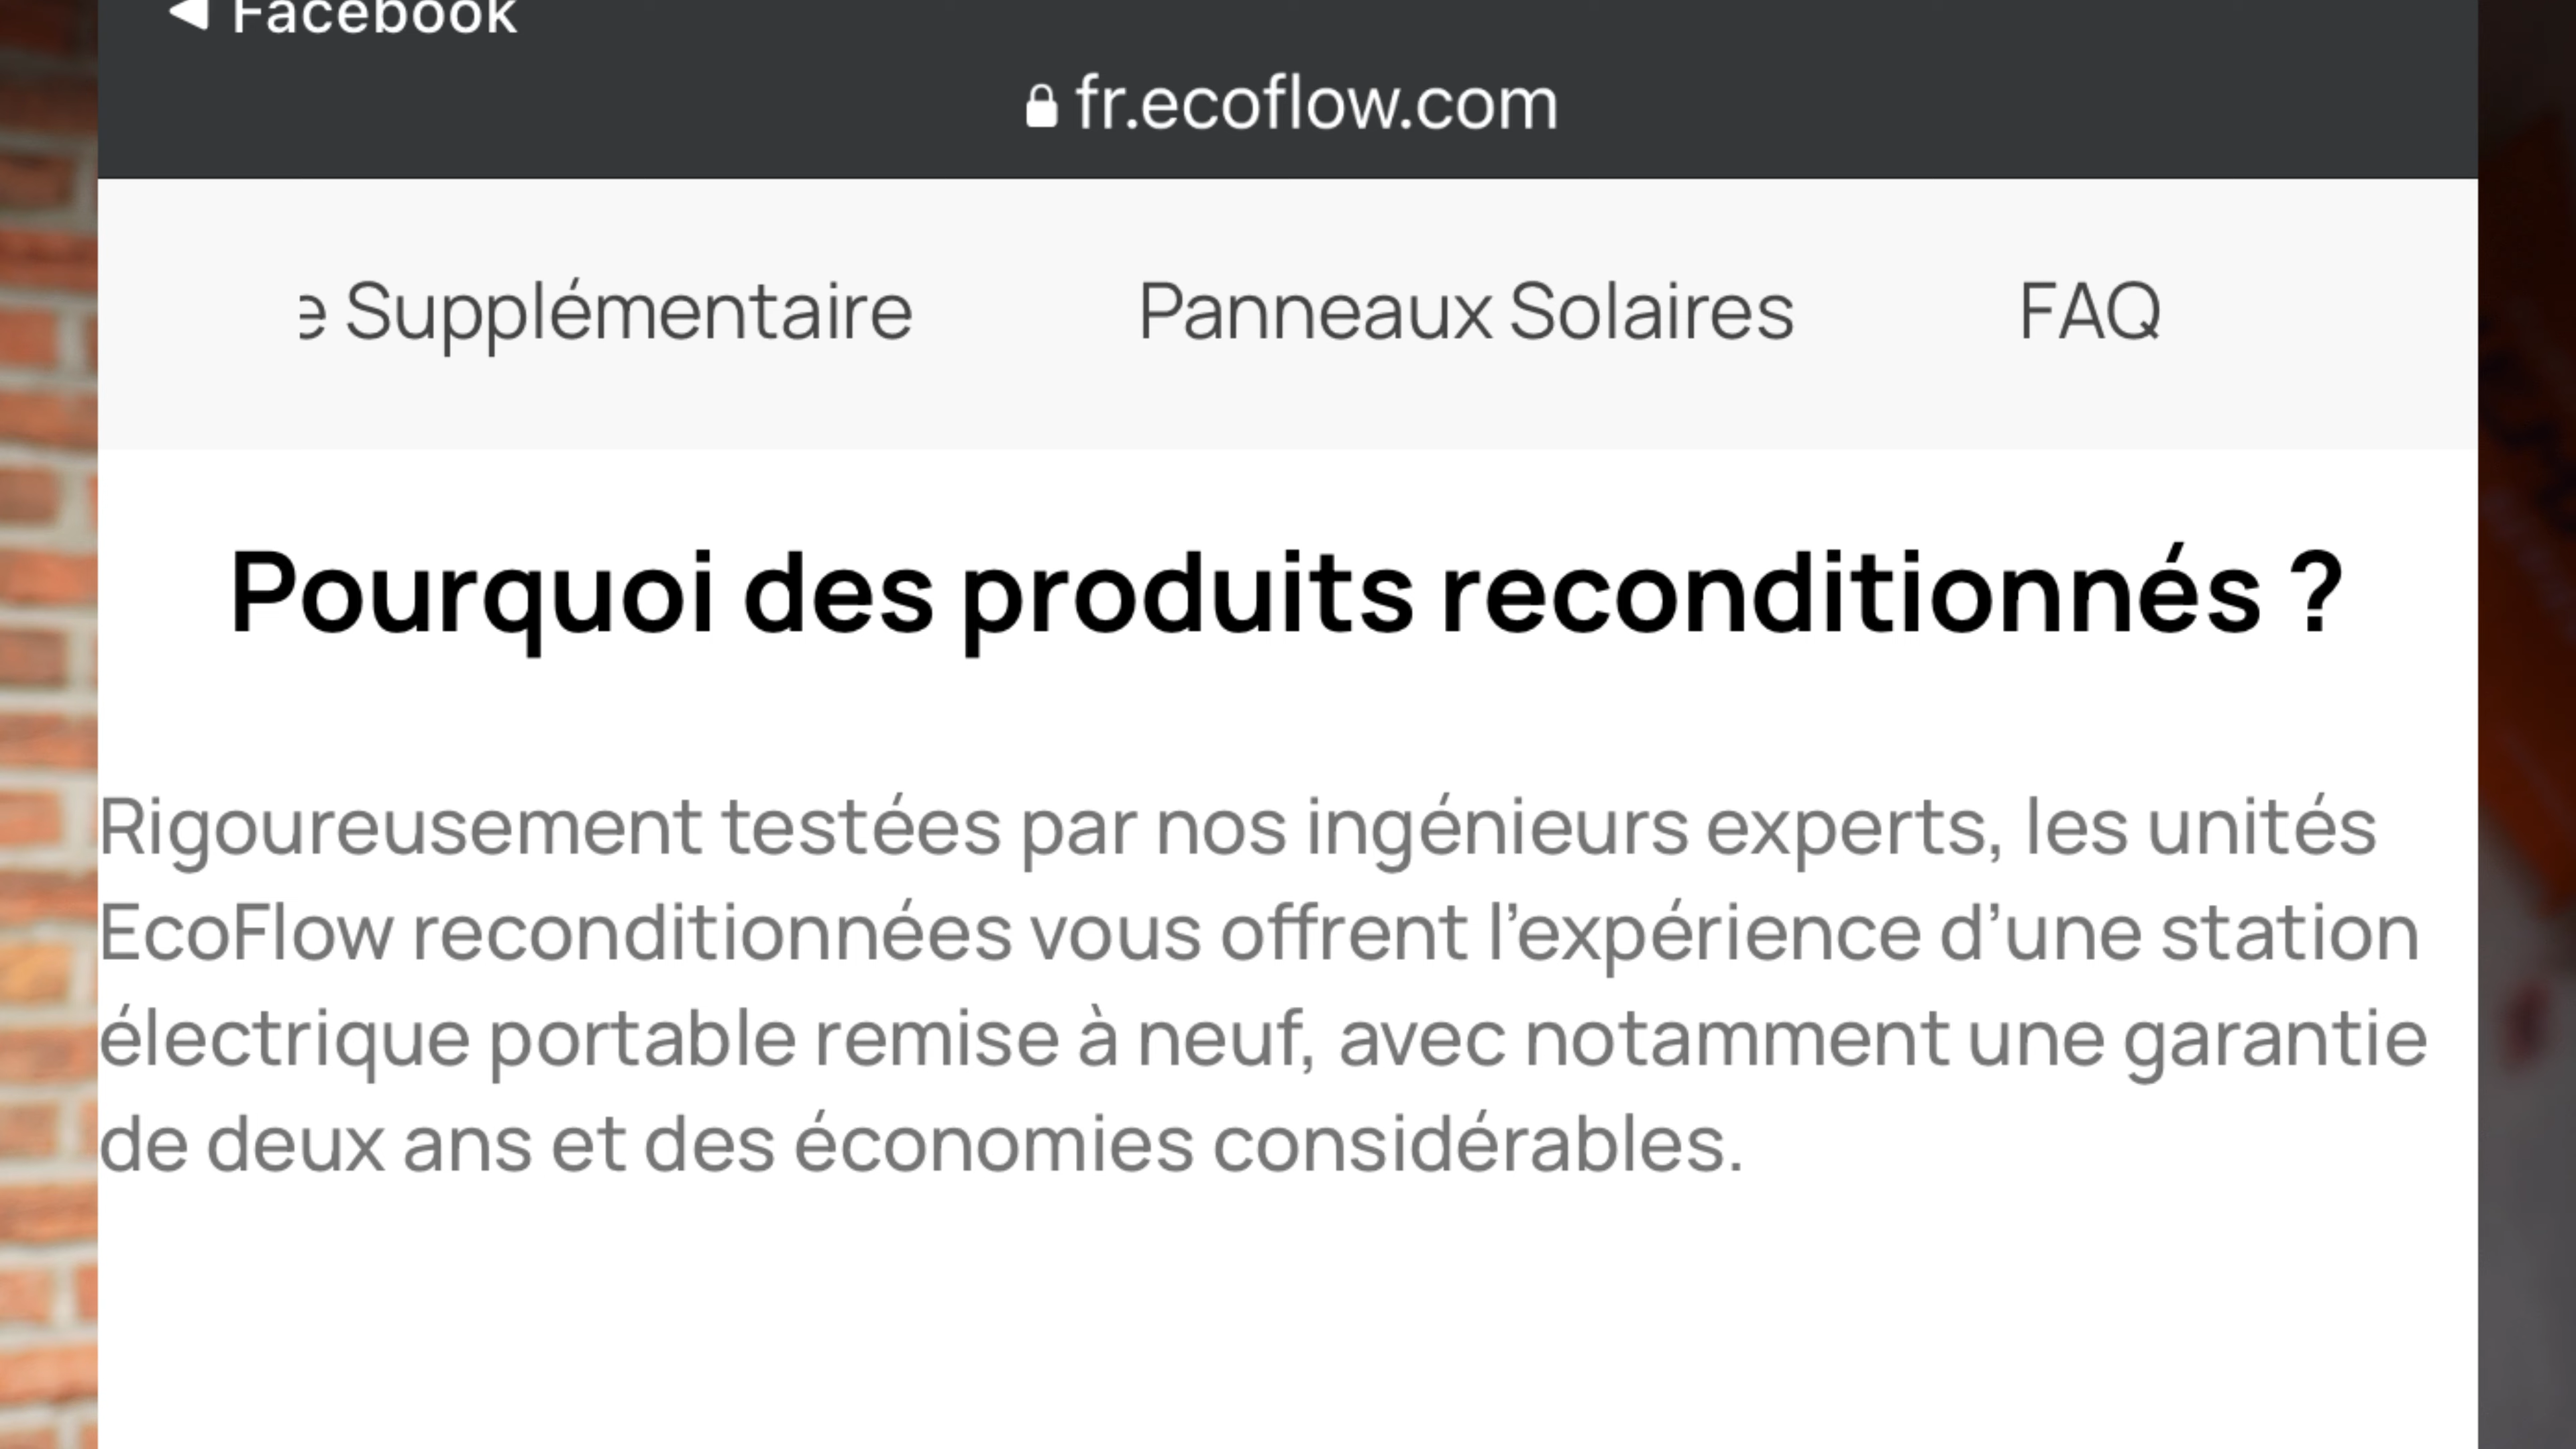 Facebook
fr.ecoflow.com
e Supplémentaire Panneaux Solaires FAQ
Pourquoi des produits reconditionnés ?
Rigoureusement testées par nos ingénieurs experts, les unités
EcoFlow reconditionnées vous offrent l’expérience d’une station
électrique portable remise à neuf, avec notamment une garantie
de deux ans et des économies considérables.